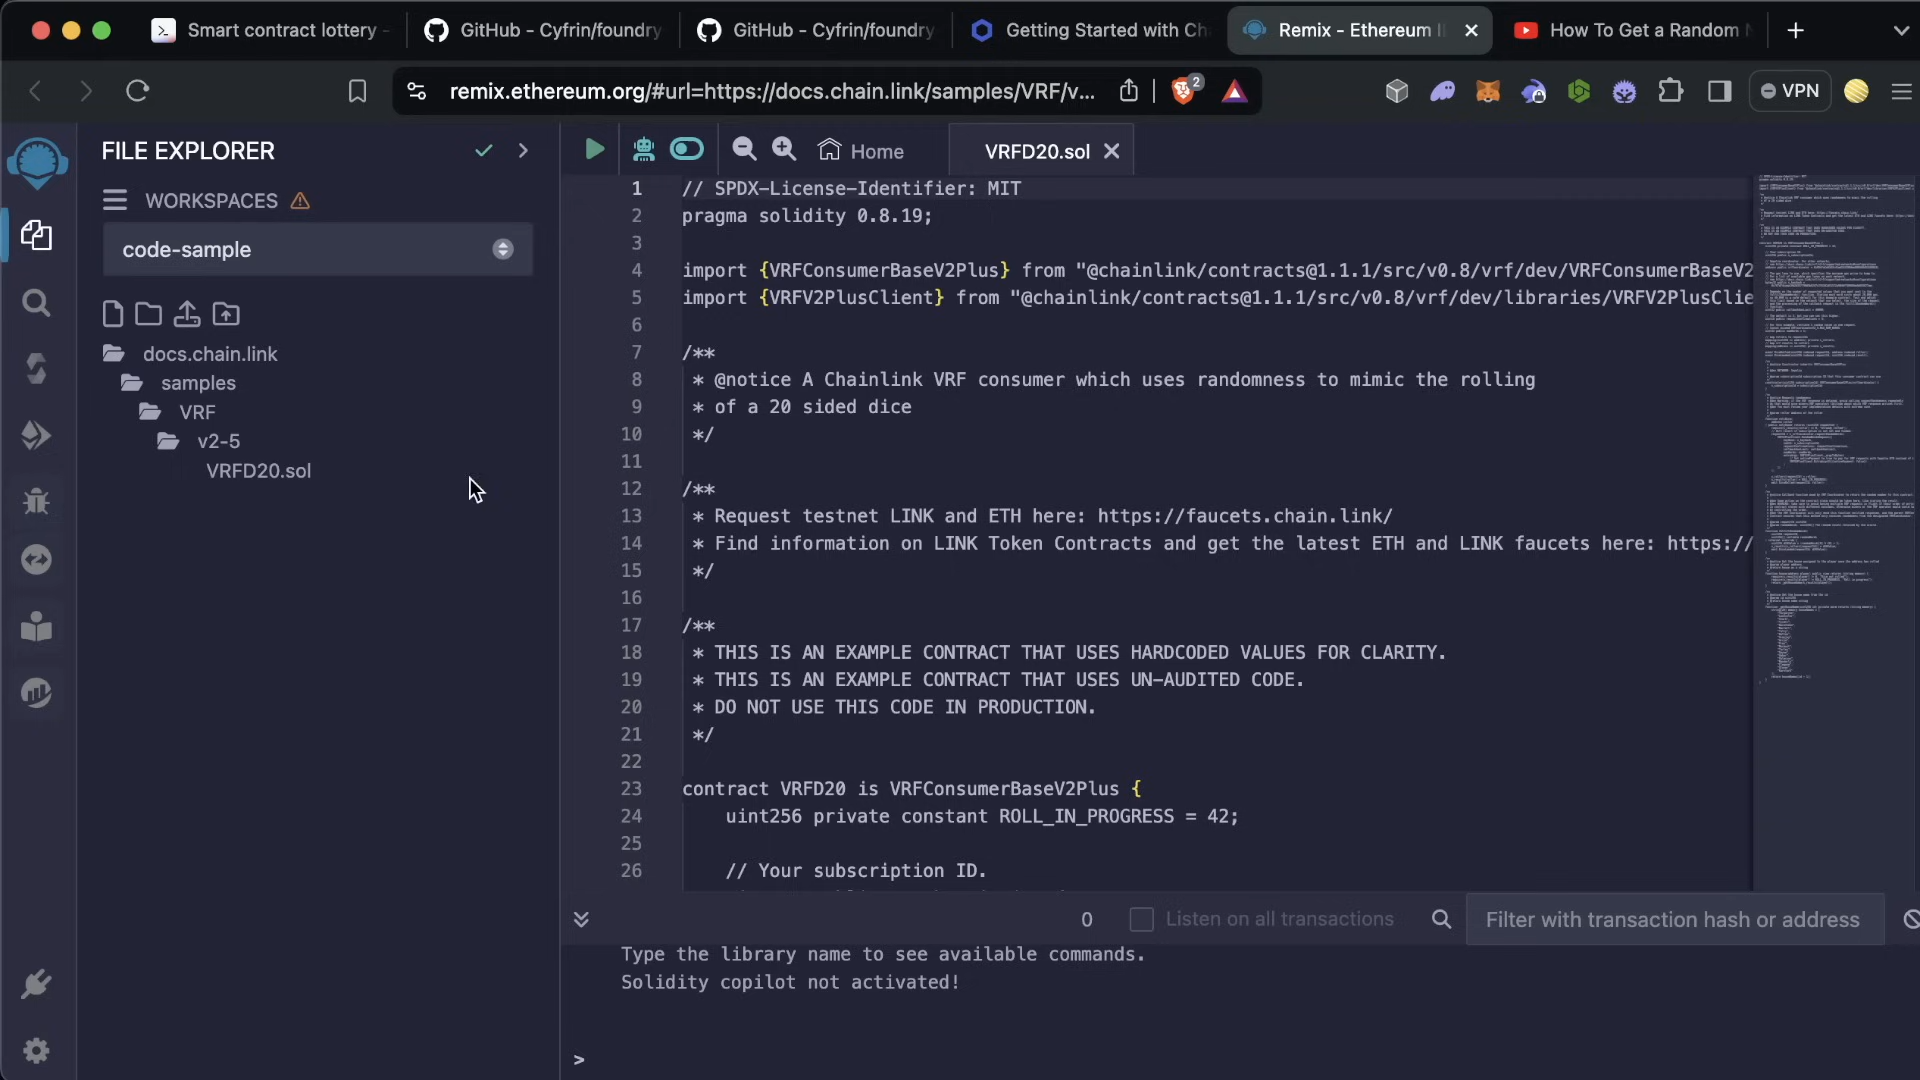 Smart contract lottery -
GitHub - Cyfrin/foundry
GitHub - Cyfrin/foundry
Getting Started with Ch
Remix - Ethereum I
How To Get a Random N
remix.ethereum.org/#url=https://docs.chain.link/samples/VRF/v...
2
VPN
FILE EXPLORER
WORKSPACES
code-sample
docs.chain.link
samples
VRF
v2-5
VRFD20.sol
Home
VRFD20.sol
1 // SPDX-License-Identifier: MIT
2 pragma solidity 0.8.19;
3
4 import {VRFConsumerBaseV2Plus} from "@chainlink/contracts@1.1.1/src/v0.8/vrf/dev/VRFConsumerBaseV2
5 import {VRFV2PlusClient} from "@chainlink/contracts@1.1.1/src/v0.8/vrf/dev/libraries/VRFV2PlusClie
6
7 /**
8 * @notice A Chainlink VRF consumer which uses randomness to mimic the rolling
9 * of a 20 sided dice
10 */
11
12 /**
13 * Request testnet LINK and ETH here: https://faucets.chain.link/
14 * Find information on LINK Token Contracts and get the latest ETH and LINK faucets here: https://
15 */
16
17 /**
18 * THIS IS AN EXAMPLE CONTRACT THAT USES HARDCODED VALUES FOR CLARITY.
19 * THIS IS AN EXAMPLE CONTRACT THAT USES UN-AUDITED CODE.
20 * DO NOT USE THIS CODE IN PRODUCTION.
21 */
22
23 contract VRFD20 is VRFConsumerBaseV2Plus {
24 uint256 private constant ROLL_IN_PROGRESS = 42;
25
26 // Your subscription ID.
0
Listen on all transactions
Filter with transaction hash or address
Type the library name to see available commands.
Solidity copilot not activated!
>